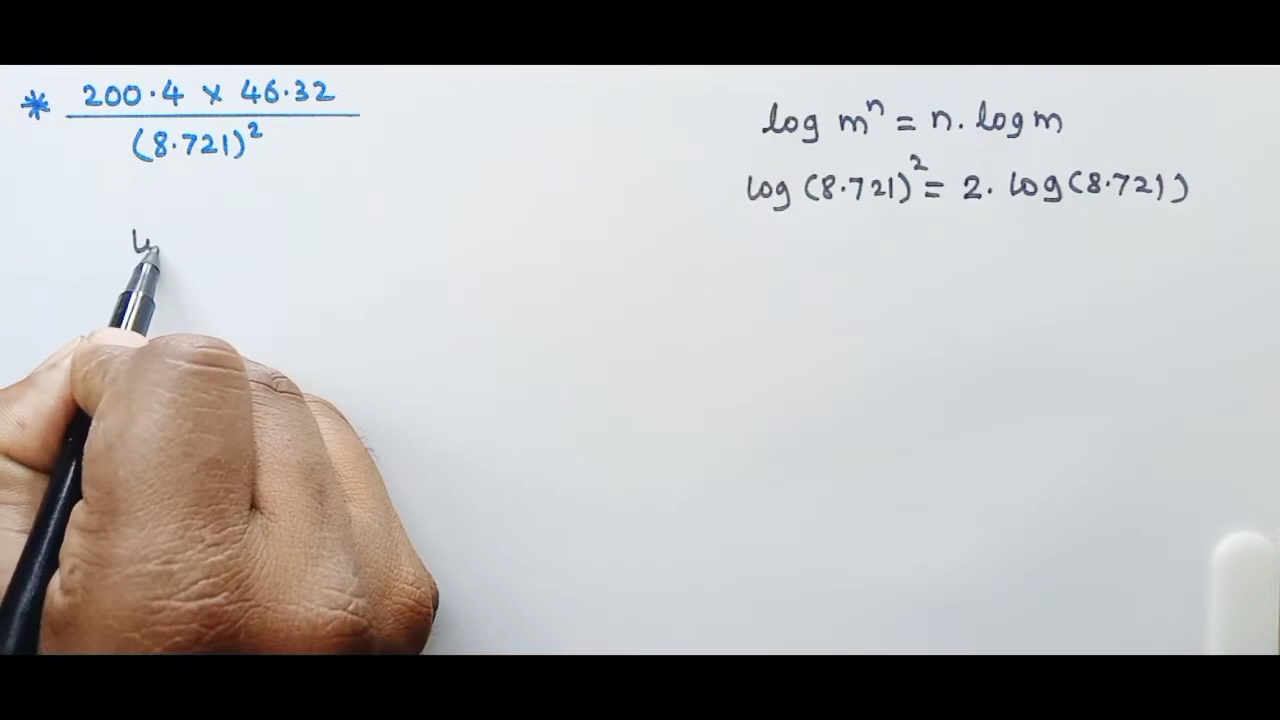 * 200.4 x 46.32
(8.721)²
log mⁿ = n. log m
log (8.721)² = 2. log (8.721)